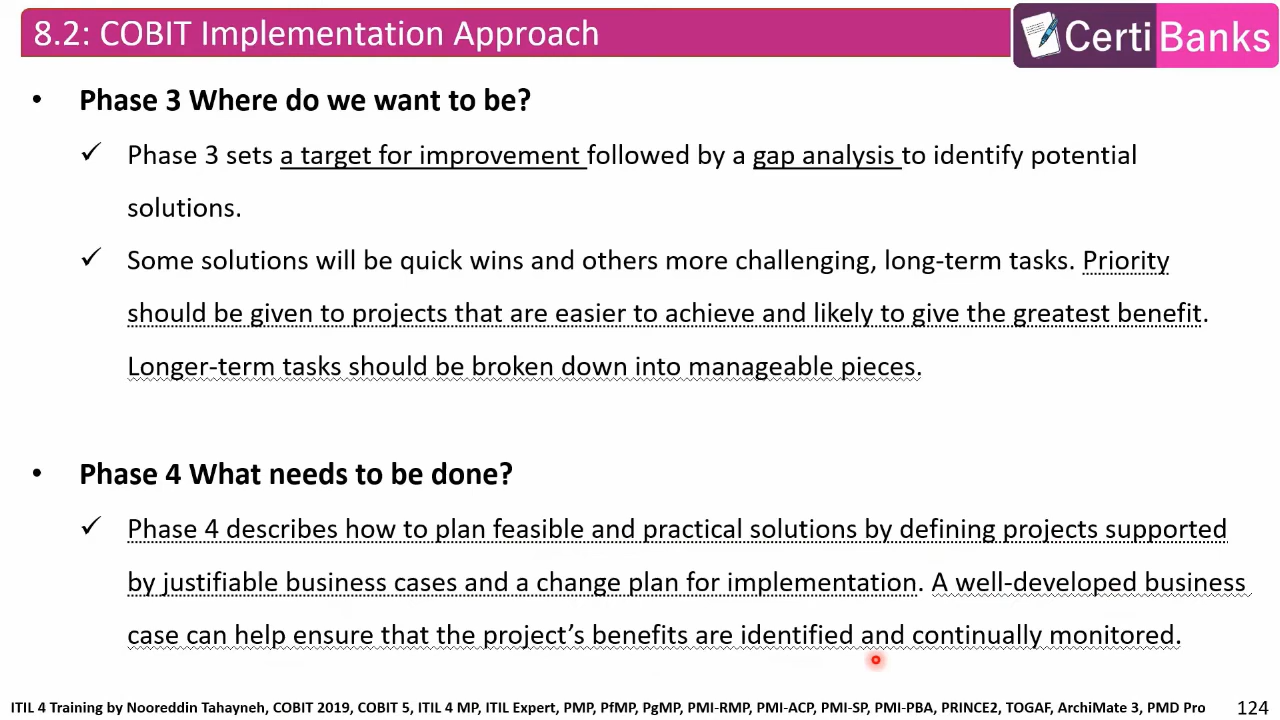 8.2: COBIT Implementation Approach
CertiBanks
• Phase 3 Where do we want to be?
✓ Phase 3 sets a target for improvement followed by a gap analysis to identify potential
solutions.
✓ Some solutions will be quick wins and others more challenging, long-term tasks. Priority
should be given to projects that are easier to achieve and likely to give the greatest benefit.
Longer-term tasks should be broken down into manageable pieces.
• Phase 4 What needs to be done?
✓ Phase 4 describes how to plan feasible and practical solutions by defining projects supported
by justifiable business cases and a change plan for implementation. A well-developed business
case can help ensure that the project’s benefits are identified and continually monitored.
ITIL 4 Training by Nooreddin Tahayneh, COBIT 2019, COBIT 5, ITIL 4 MP, ITIL Expert, PMP, PfMP, PgMP, PMI-RMP, PMI-ACP, PMI-SP, PMI-PBA, PRINCE2, TOGAF, ArchiMate 3, PMD Pro 124